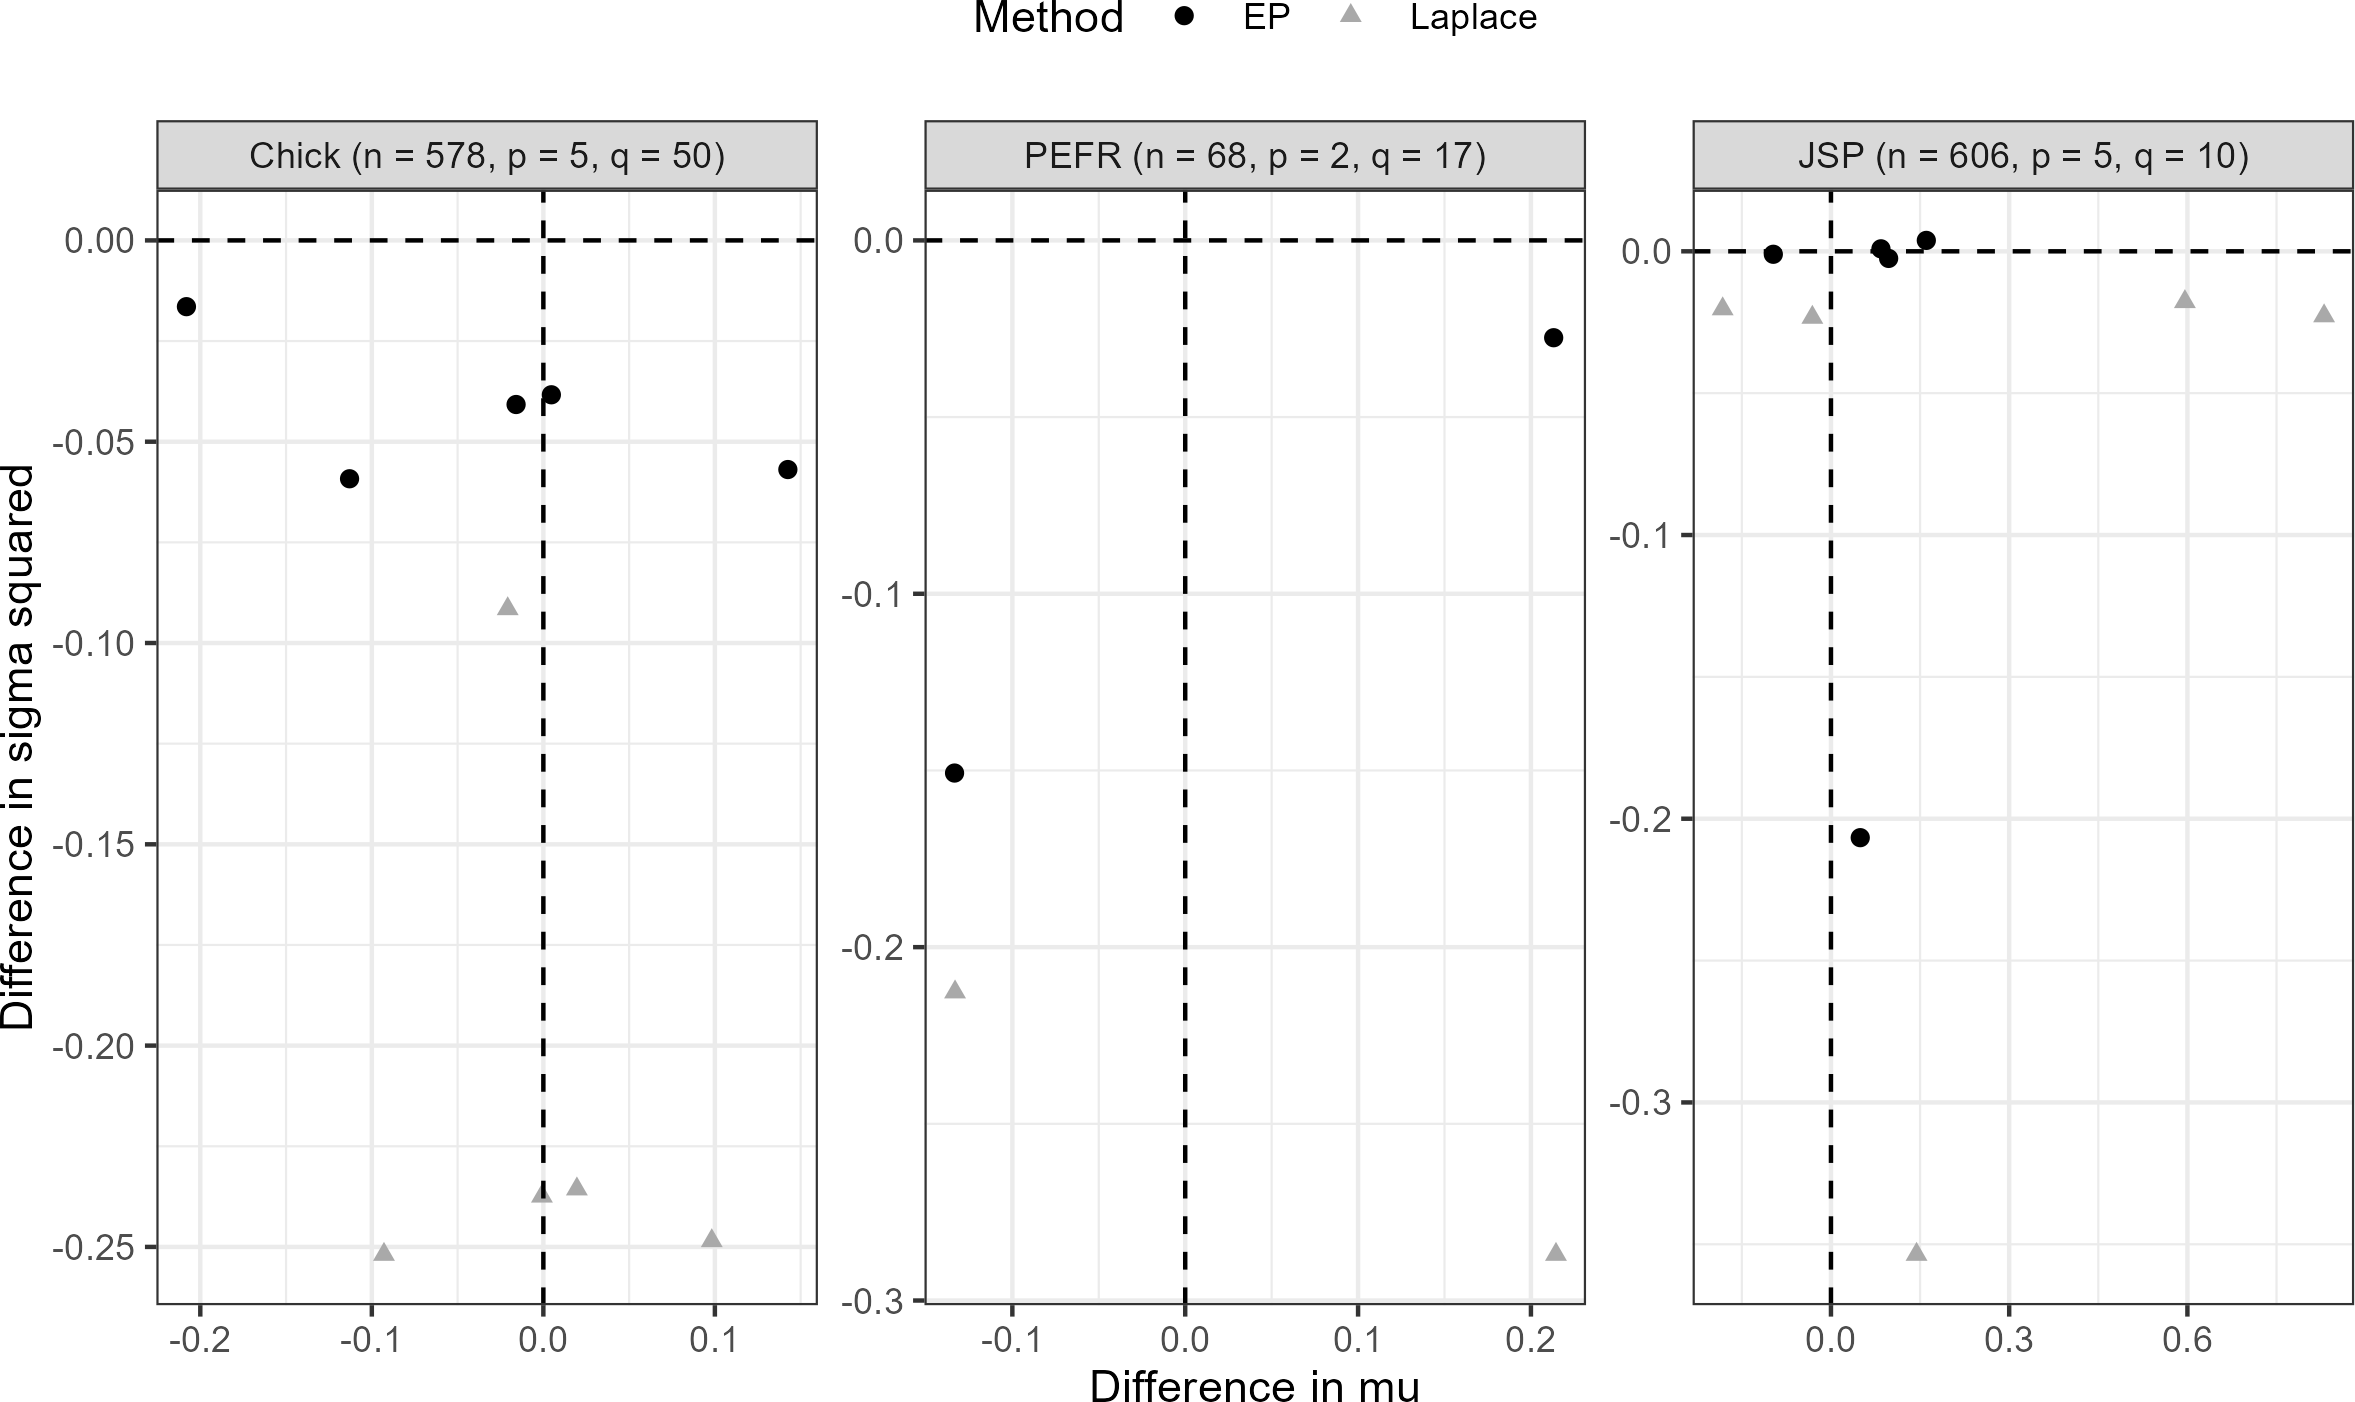 Method EP Laplace
Chick (n = 578, p = 5, q = 50)
PEFR (n = 68, p = 2, q = 17)
JSP (n = 606, p = 5, q = 10)
Difference in sigma squared
0.00
-0.05
-0.10
-0.15
-0.20
-0.25
0.0
-0.1
-0.2
-0.3
0.0
-0.1
-0.2
-0.3
-0.2 -0.1 0.0 0.1
-0.1 0.0 0.1 0.2
0.0 0.3 0.6
Difference in mu